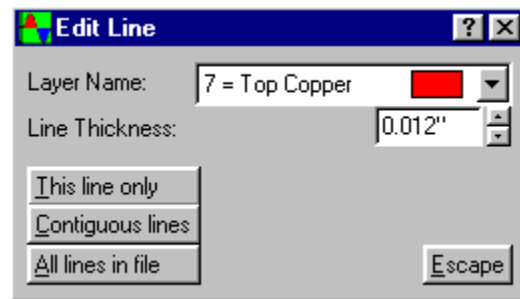 Edit Line
? ×
Layer Name: 7 = Top Copper
Line Thickness: 0.012"
This line only
Contiguous lines
All lines in file
Escape